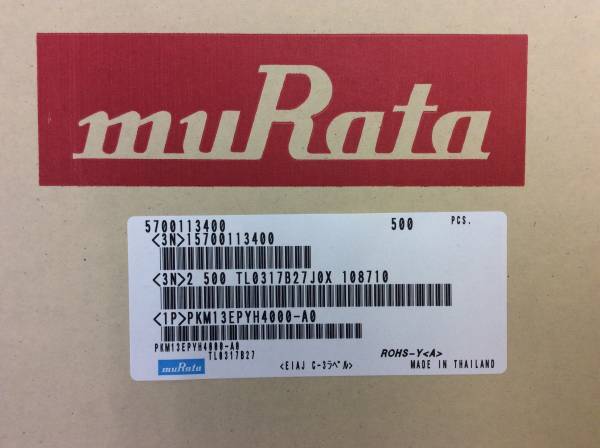 muRata
5700113400 500 PCS.
<3N>15700113400
<3N>2 500 TL0317B27J0X 108710
<1P>PKM13EPYH4000-A0
PKM13EPYH4000-A0
TL0317B27
muRata <EIAJ C-3ラベル> ROHS-Y<A>
MADE IN THAILAND